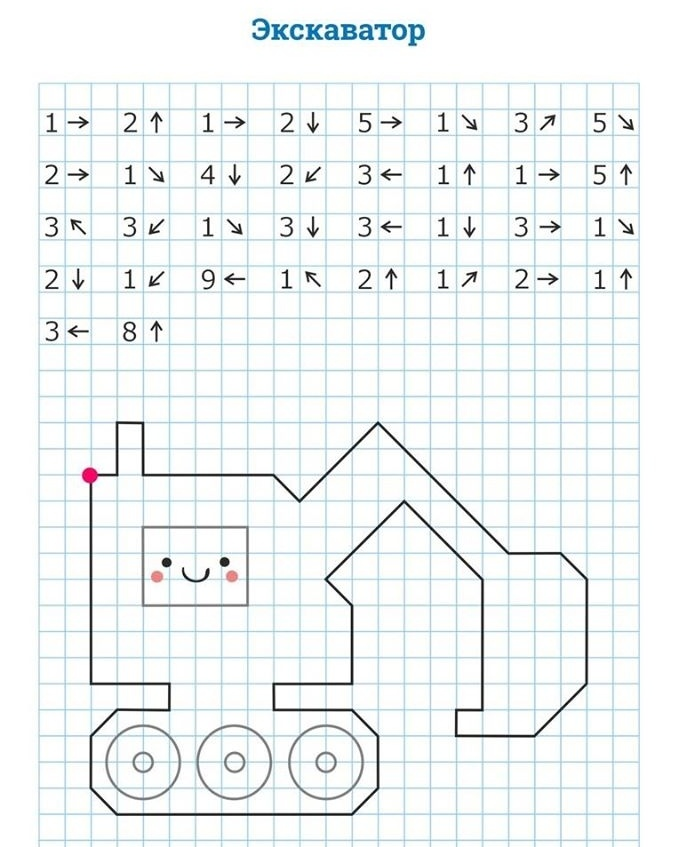 Экскаватор
1 → 2 ↑ 1 → 2 ↓ 5 → 1 ↘ 3 ↗ 5 ↘
2 → 1 ↘ 4 ↓ 2 ↙ 3 ← 1 ↑ 1 → 5 ↑
3 ↖ 3 ↙ 1 ↘ 3 ↓ 3 ← 1 ↓ 3 → 1 ↘
2 ↓ 1 ↙ 9 ← 1 ↖ 2 ↑ 1 ↗ 2 → 1 ↑
3 ← 8 ↑